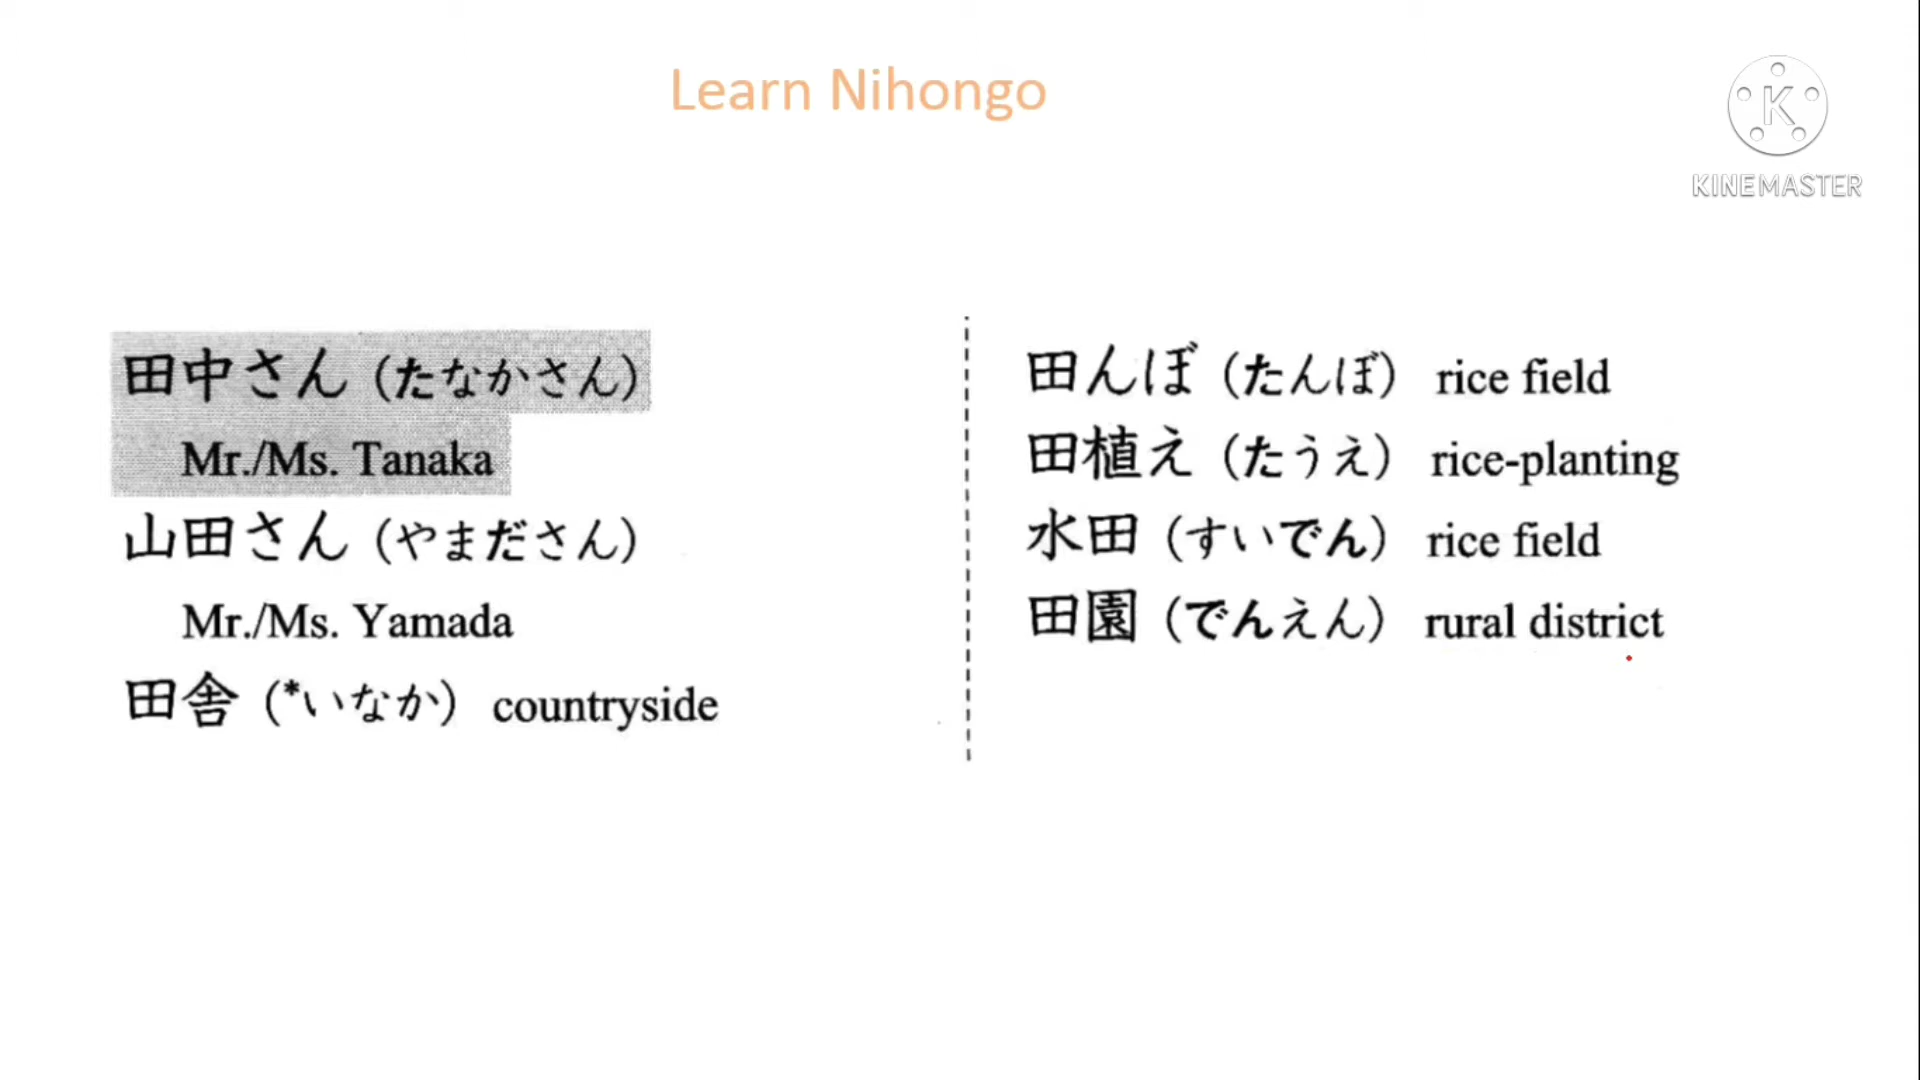 Learn Nihongo
K
KINEMASTER
田中さん (たなかさん)
Mr./Ms. Tanaka
山田さん (やまださん)
Mr./Ms. Yamada
田舎 (*いなか) countryside
田んぼ (たんぼ) rice field
田植え (たうえ) rice-planting
水田 (すいでん) rice field
田園 (でんえん) rural district